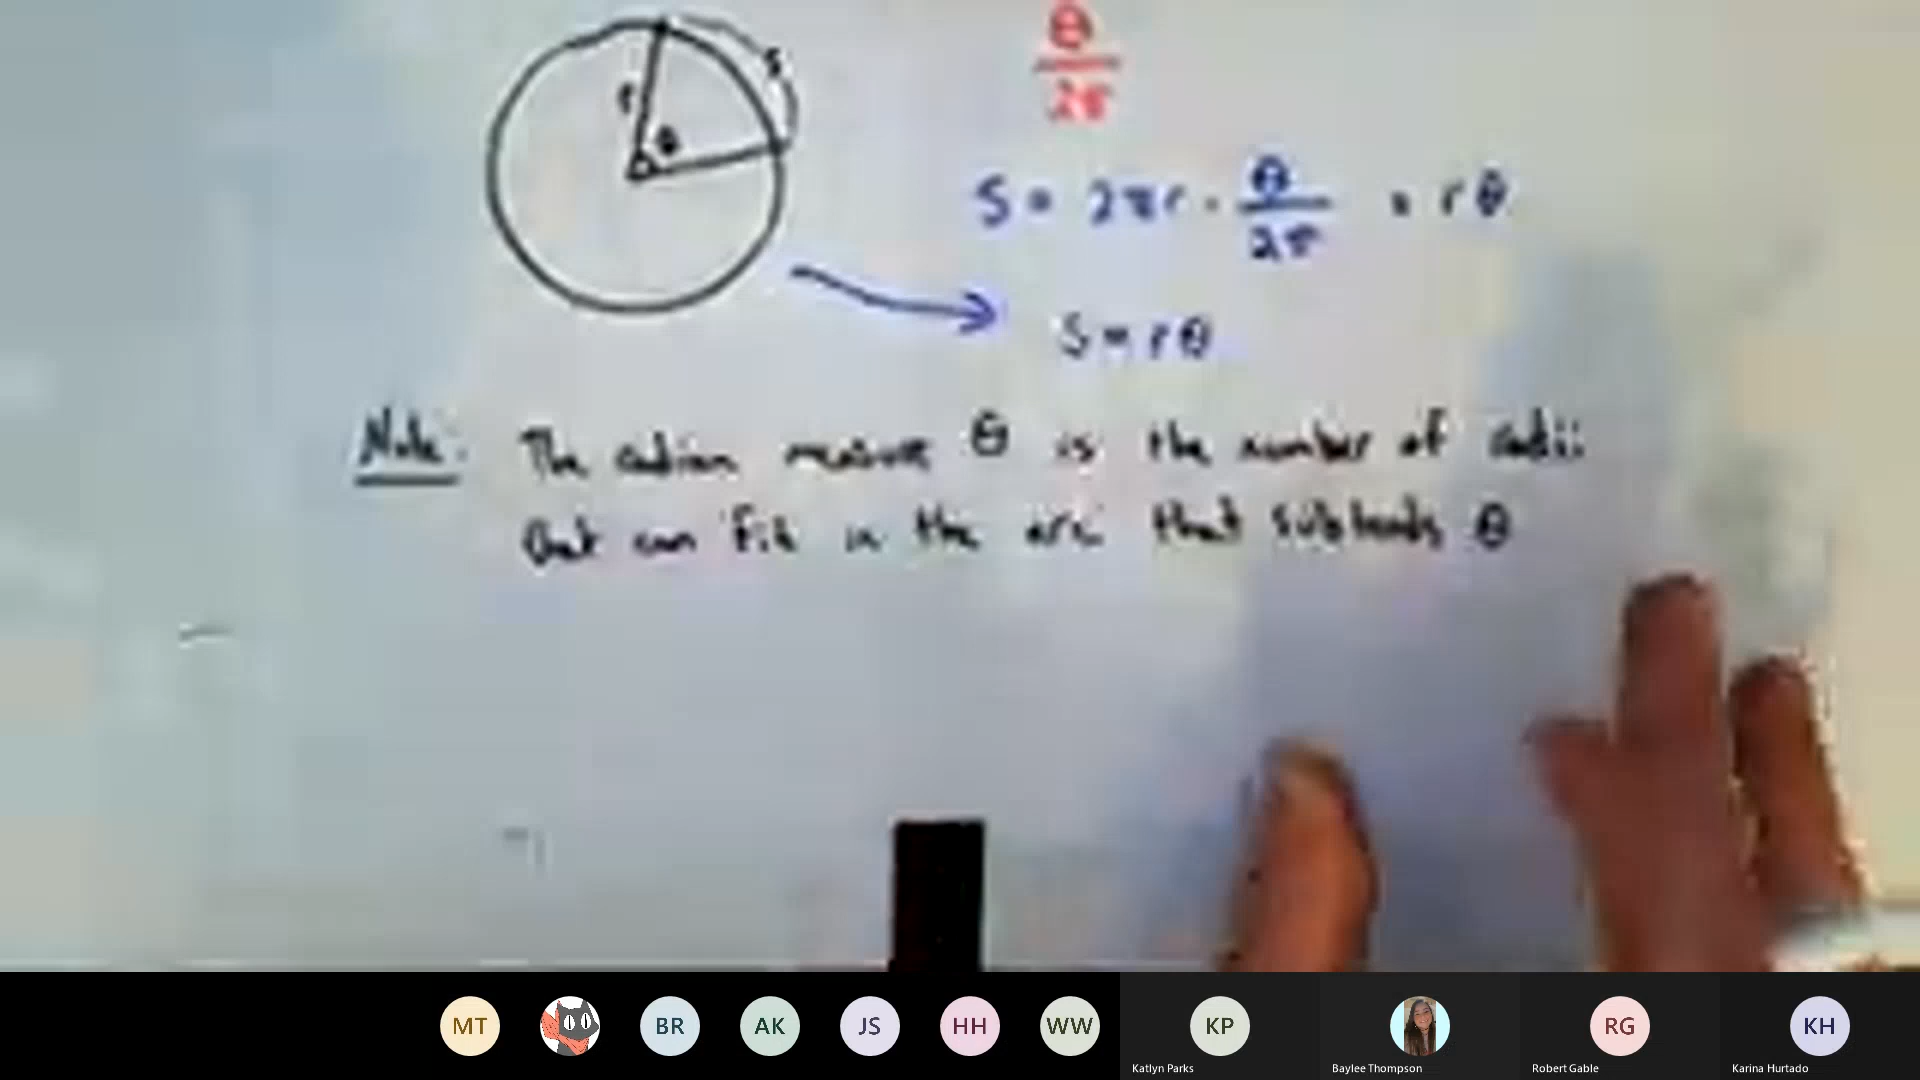 r θ s
θ/2π
S = 2πr · θ/2π = rθ
S = rθ
Note: The radian measure θ is the number of radii
that can fit in the arc that subtends θ
MT BR AK JS HH WW KP RG KH
Katlyn Parks Baylee Thompson Robert Gable Karina Hurtado